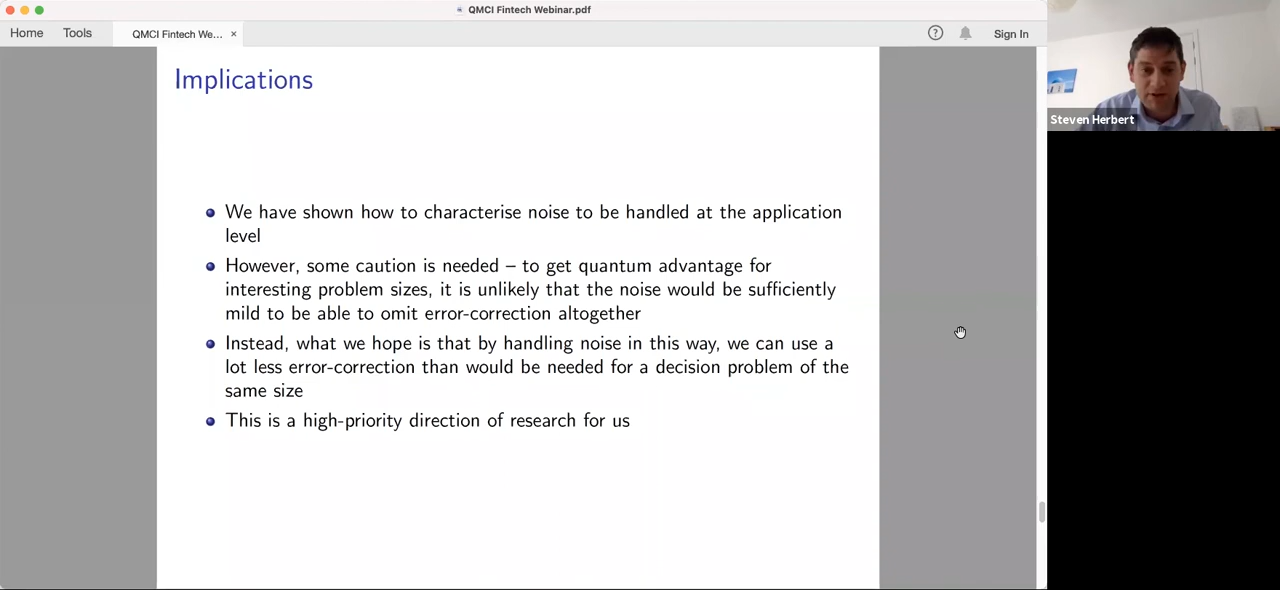 QMCI Fintech Webinar.pdf
Home Tools QMCI Fintech We... × ? Sign In
Implications
Steven Herbert
We have shown how to characterise noise to be handled at the application
level
However, some caution is needed – to get quantum advantage for
interesting problem sizes, it is unlikely that the noise would be sufficiently
mild to be able to omit error-correction altogether
Instead, what we hope is that by handling noise in this way, we can use a
lot less error-correction than would be needed for a decision problem of the
same size
This is a high-priority direction of research for us